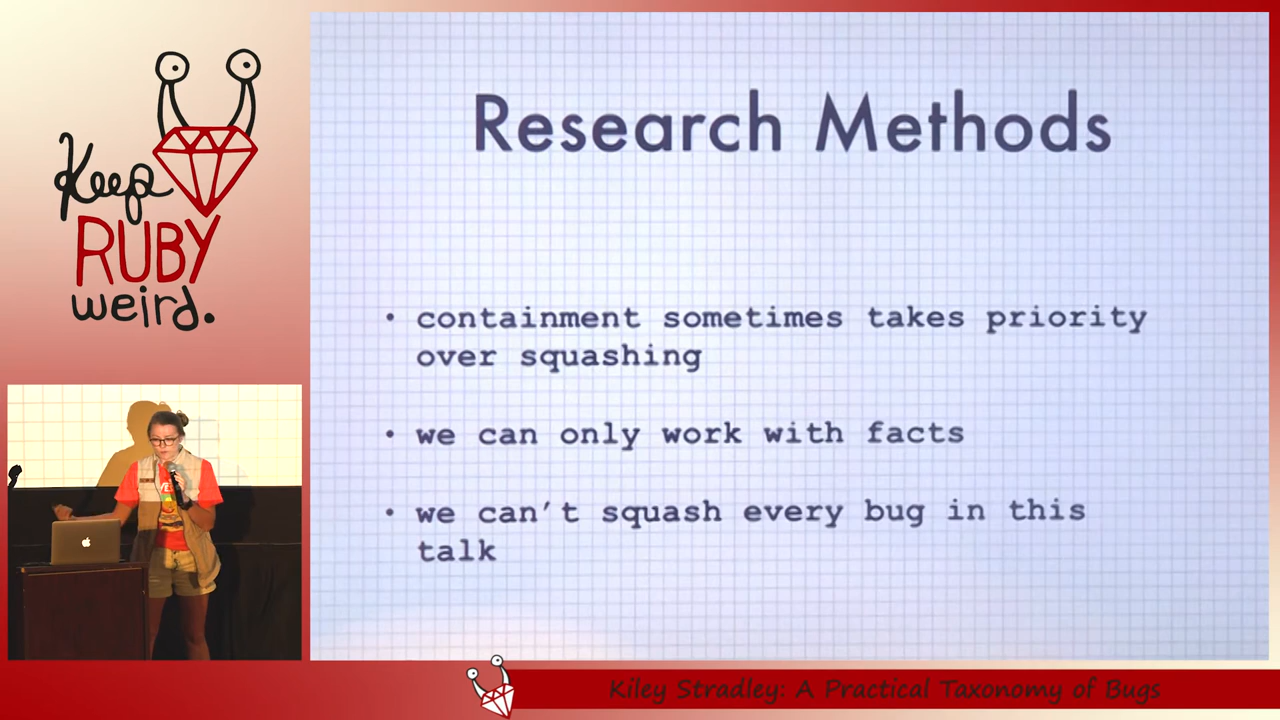 Keep
RUBY
weird.
Research Methods
• containment sometimes takes priority
over squashing
• we can only work with facts
• we can't squash every bug in this
talk
Kiley Stradley: A Practical Taxonomy of Bugs